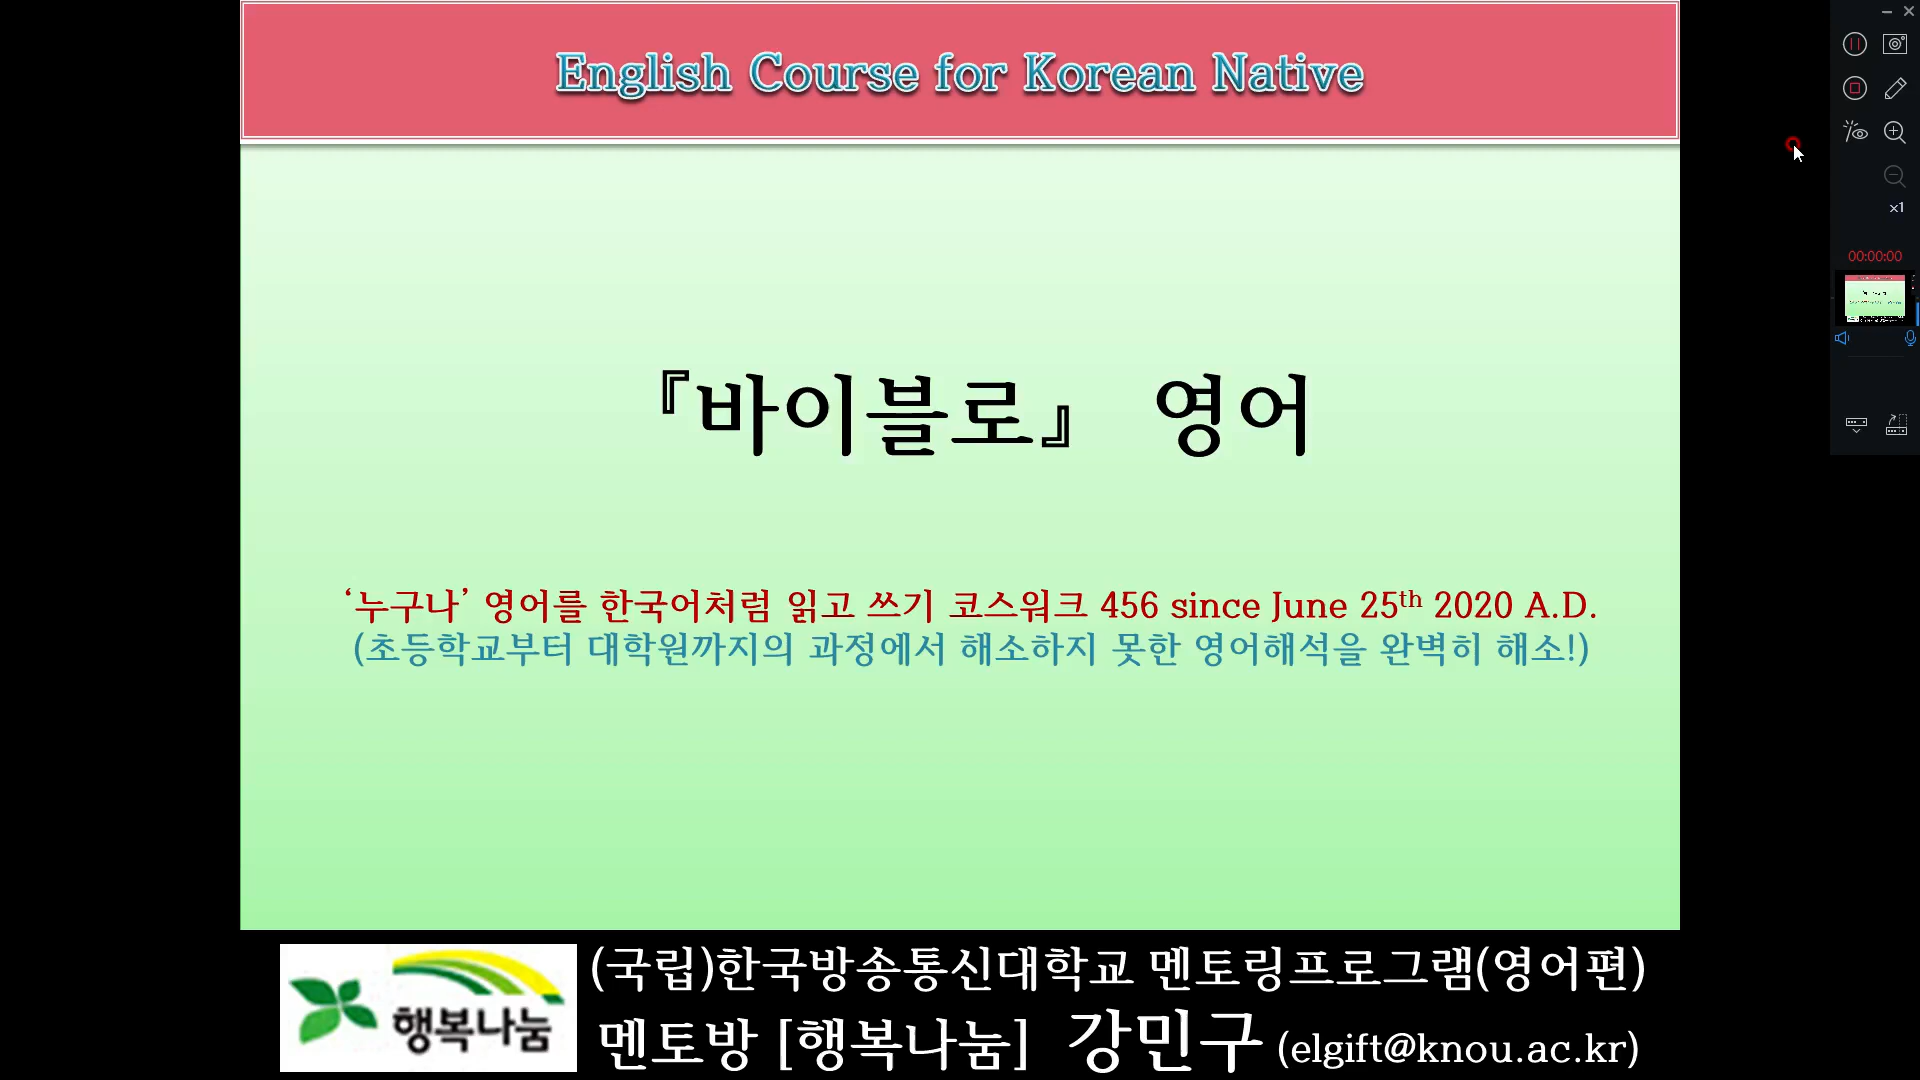 English Course for Korean Native
『바이블로』 영어
‘누구나’ 영어를 한국어처럼 읽고 쓰기 코스워크 456 since June 25th 2020 A.D.
(초등학교부터 대학원까지의 과정에서 해소하지 못한 영어해석을 완벽히 해소!)
x1
00:00:00
행복나눔
(국립)한국방송통신대학교 멘토링프로그램(영어편)
멘토방 [행복나눔] 강민구 (elgift@knou.ac.kr)